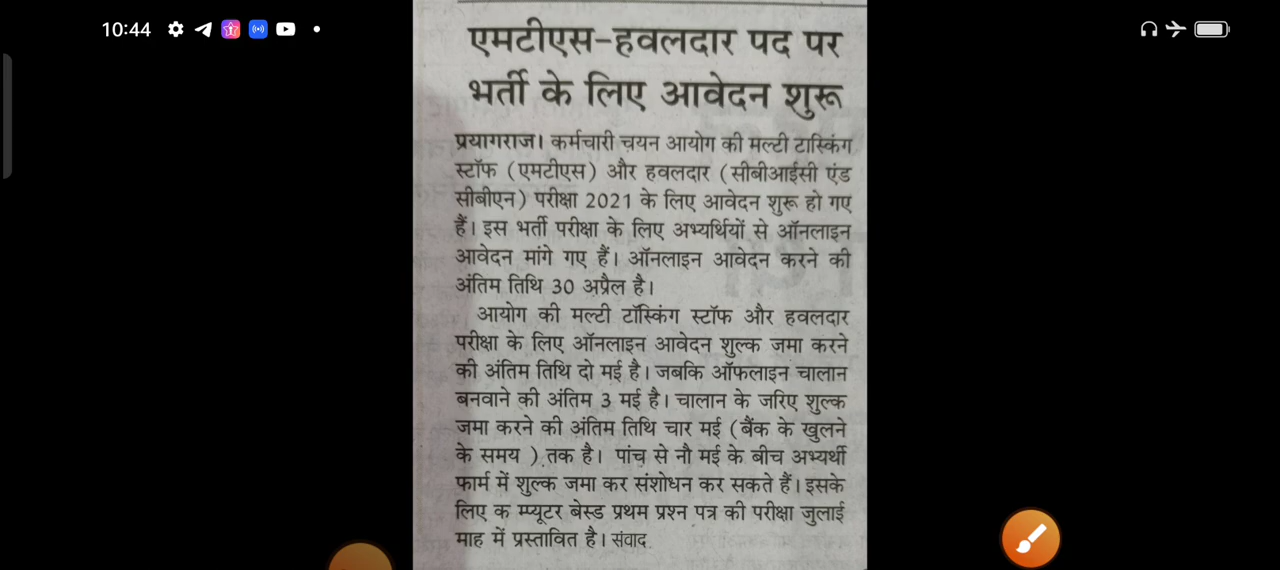 10:44
एमटीएस-हवलदार पद पर
भर्ती के लिए आवेदन शुरू
प्रयागराज। कर्मचारी चयन आयोग की मल्टी टास्किंग
स्टॉफ (एमटीएस) और हवलदार (सीबीआईसी एंड
सीबीएन) परीक्षा 2021 के लिए आवेदन शुरू हो गए
हैं। इस भर्ती परीक्षा के लिए अभ्यर्थियों से ऑनलाइन
आवेदन मांगे गए हैं। ऑनलाइन आवेदन करने की
अंतिम तिथि 30 अप्रैल है।
आयोग की मल्टी टॉस्किंग स्टॉफ और हवलदार
परीक्षा के लिए ऑनलाइन आवेदन शुल्क जमा करने
की अंतिम तिथि दो मई है। जबकि ऑफलाइन चालान
बनवाने की अंतिम 3 मई है। चालान के जरिए शुल्क
जमा करने की अंतिम तिथि चार मई (बैंक के खुलने
के समय ) तक है। पांच से नौ मई के बीच अभ्यर्थी
फार्म में शुल्क जमा कर संशोधन कर सकते हैं। इसके
लिए क म्प्यूटर बेस्ड प्रथम प्रश्न पत्र की परीक्षा जुलाई
माह में प्रस्तावित है। संवाद